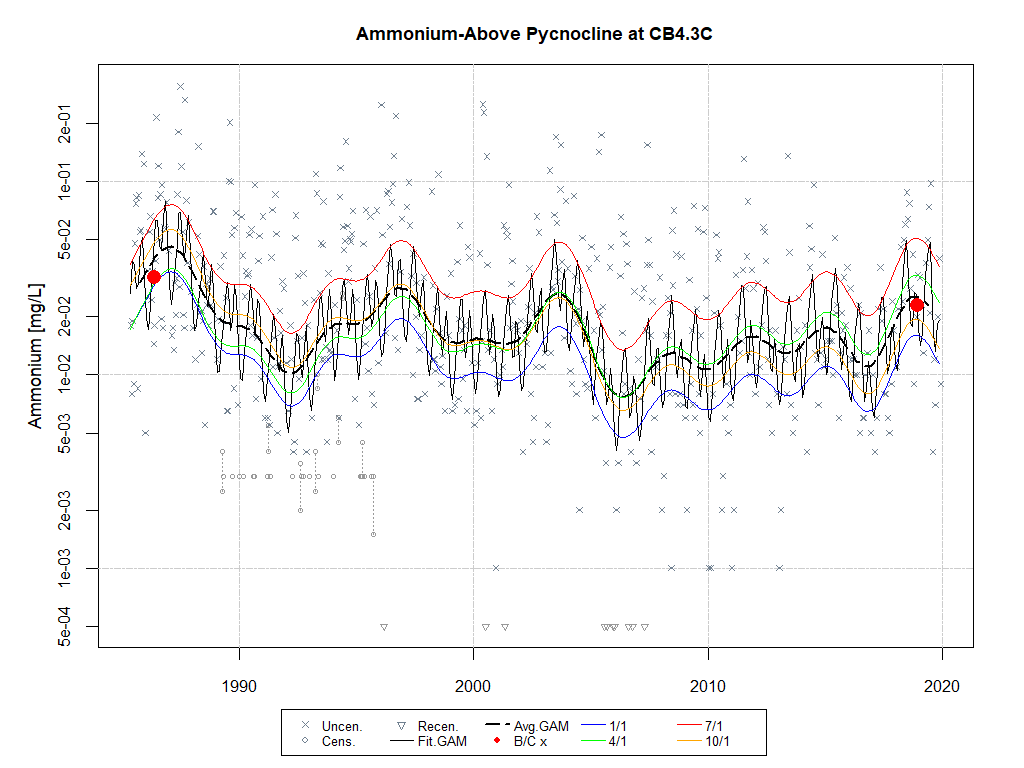 Ammonium-Above Pycnocline at CB4.3C
Ammonium [mg/L]
2e-01
1e-01
5e-02
2e-02
1e-02
5e-03
2e-03
1e-03
5e-04
1990 2000 2010 2020
Uncen. Recen. Avg.GAM 1/1 7/1
Cens. Fit.GAM B/C x 4/1 10/1